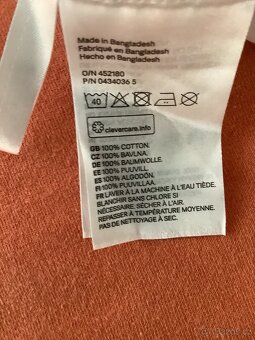 Made in Bangladesh
Fabriqué en Bangladesh
Hecho en Bangladesh
O/N 452180
P/N 0434036 5
40
clevercare.info
GB 100% COTTON.
CZ 100% BAVLNA.
DE 100% BAUMWOLLE.
EE 100% PUUVILL.
ES 100% ALGODÓN.
FI 100% PUUVILLAA.
FR LAVER À LA MACHINE À L'EAU TIÈDE.
BLANCHIR SANS CHLORE SI
NÉCESSAIRE. SÉCHER À L'AIR.
REPASSER À TEMPÉRATURE MOYENNE.
PAS DE NETTOYAGE À SEC.